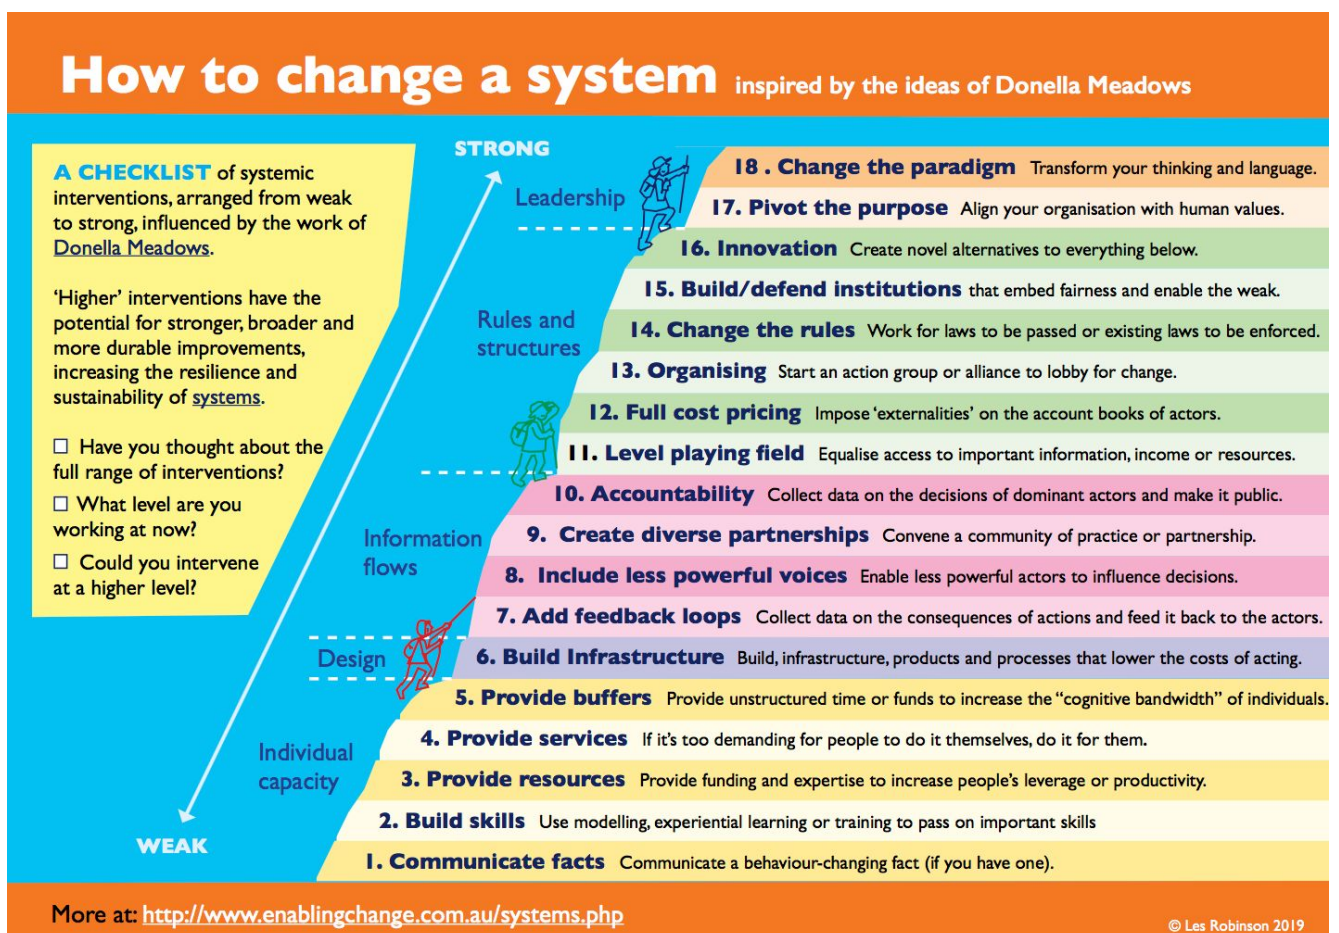 How to change a system inspired by the ideas of Donella Meadows
A CHECKLIST of systemic
interventions, arranged from weak
to strong, influenced by the work of
Donella Meadows.
‘Higher’ interventions have the
potential for stronger, broader and
more durable improvements,
increasing the resilience and
sustainability of systems.
☐ Have you thought about the
full range of interventions?
☐ What level are you
working at now?
☐ Could you intervene
at a higher level?
STRONG
WEAK
Leadership
18 . Change the paradigm Transform your thinking and language.
17. Pivot the purpose Align your organisation with human values.
Rules and
structures
16. Innovation Create novel alternatives to everything below.
15. Build/defend institutions that embed fairness and enable the weak.
14. Change the rules Work for laws to be passed or existing laws to be enforced.
13. Organising Start an action group or alliance to lobby for change.
12. Full cost pricing Impose ‘externalities’ on the account books of actors.
11. Level playing field Equalise access to important information, income or resources.
Information
flows
10. Accountability Collect data on the decisions of dominant actors and make it public.
9. Create diverse partnerships Convene a community of practice or partnership.
8. Include less powerful voices Enable less powerful actors to influence decisions.
7. Add feedback loops Collect data on the consequences of actions and feed it back to the actors.
Design
6. Build Infrastructure Build, infrastructure, products and processes that lower the costs of acting.
Individual
capacity
5. Provide buffers Provide unstructured time or funds to increase the “cognitive bandwidth” of individuals.
4. Provide services If it’s too demanding for people to do it themselves, do it for them.
3. Provide resources Provide funding and expertise to increase people’s leverage or productivity.
2. Build skills Use modelling, experiential learning or training to pass on important skills
1. Communicate facts Communicate a behaviour-changing fact (if you have one).
More at: http://www.enablingchange.com.au/systems.php
© Les Robinson 2019